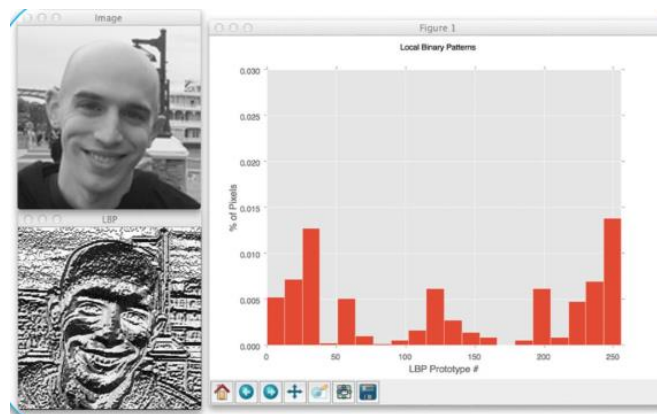 Image
Figure 1
Local Binary Patterns
0.030
0.025
0.020
0.015
0.010
0.005
0.000
% of Pixels
0
50
100
150
200
250
LBP Prototype #
LBP